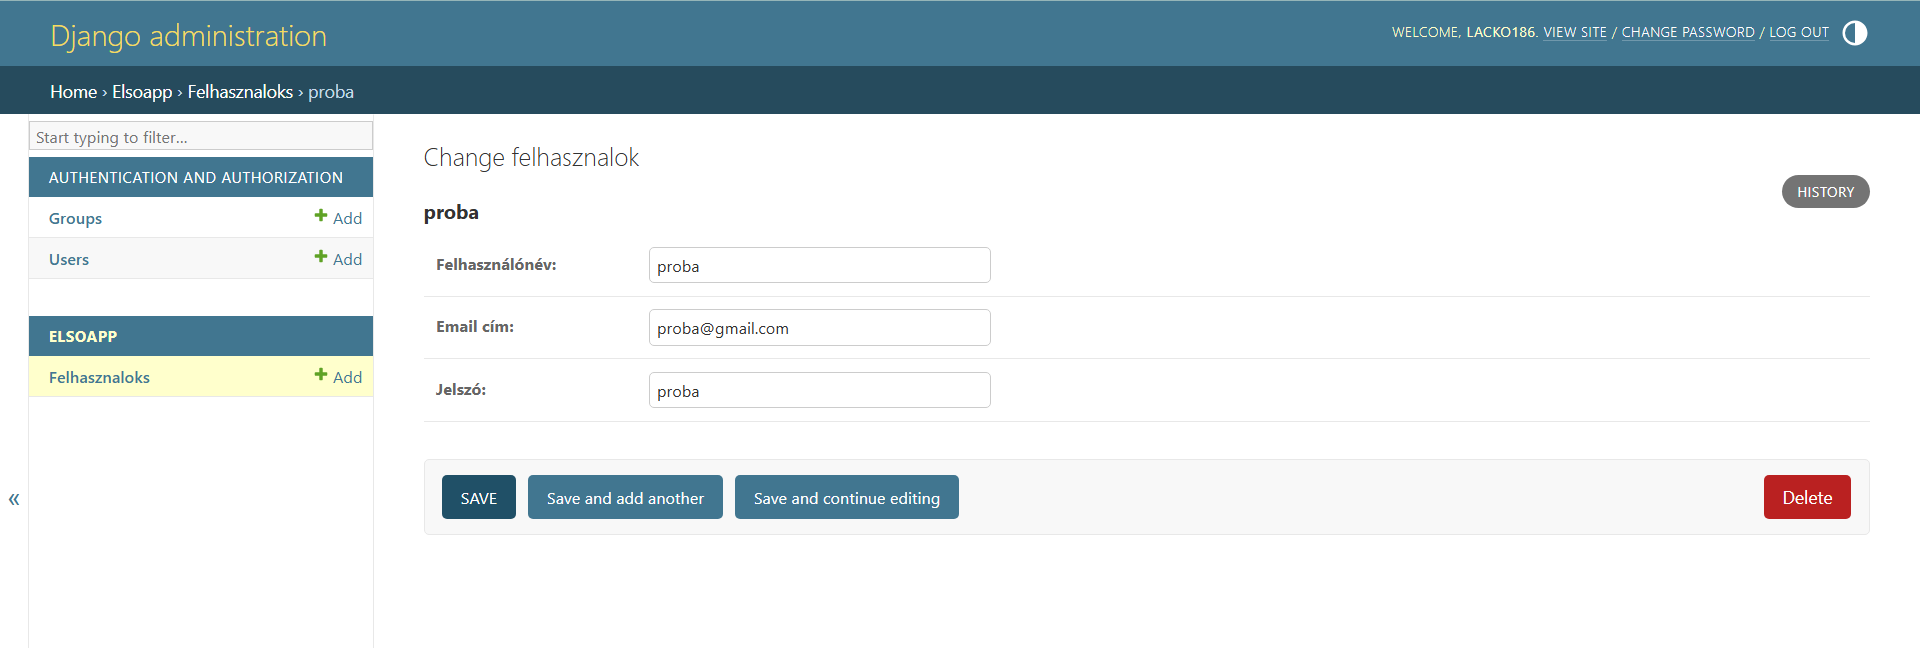 Django administration
WELCOME, LACKO186. VIEW SITE / CHANGE PASSWORD / LOG OUT
Home › Elsoapp › Felhasznaloks › proba
Start typing to filter...
AUTHENTICATION AND AUTHORIZATION
Groups Add
Users Add
ELSOAPP
Felhasznaloks Add
«
Change felhasznalok
HISTORY
proba
Felhasználónév: proba
Email cím: proba@gmail.com
Jelszó: proba
SAVE Save and add another Save and continue editing Delete